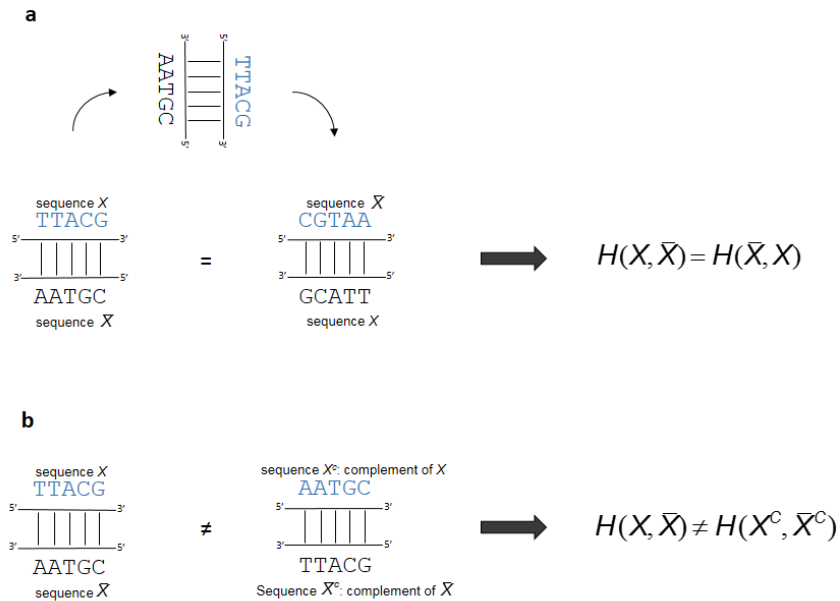 a
3' 5'
AATGC TTACG
5' 3'
sequence X
TTACG
5' 3'
3' 5'
AATGC
sequence X̄
=
sequence X̄
CGTAA
5' 3'
3' 5'
GCATT
sequence X
H(X, X̄) = H(X̄, X)
b
sequence X
TTACG
5' 3'
3' 5'
AATGC
sequence X̄
≠
sequence Xᶜ: complement of X
AATGC
5' 3'
3' 5'
TTACG
Sequence X̄ᶜ: complement of X̄
H(X, X̄) ≠ H(Xᶜ, X̄ᶜ)